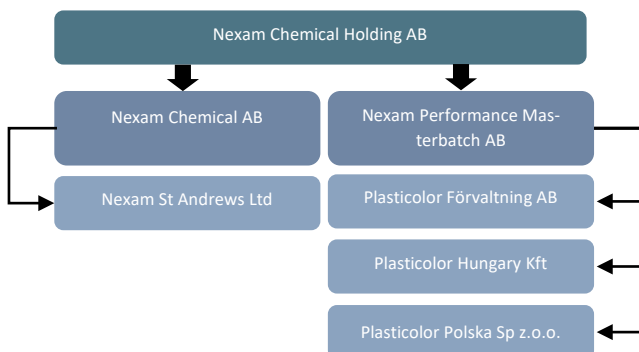 Nexam Chemical Holding AB
Nexam Chemical AB
Nexam Performance Mas-
terbatch AB
Nexam St Andrews Ltd
Plasticolor Förvaltning AB
Plasticolor Hungary Kft
Plasticolor Polska Sp z.o.o.